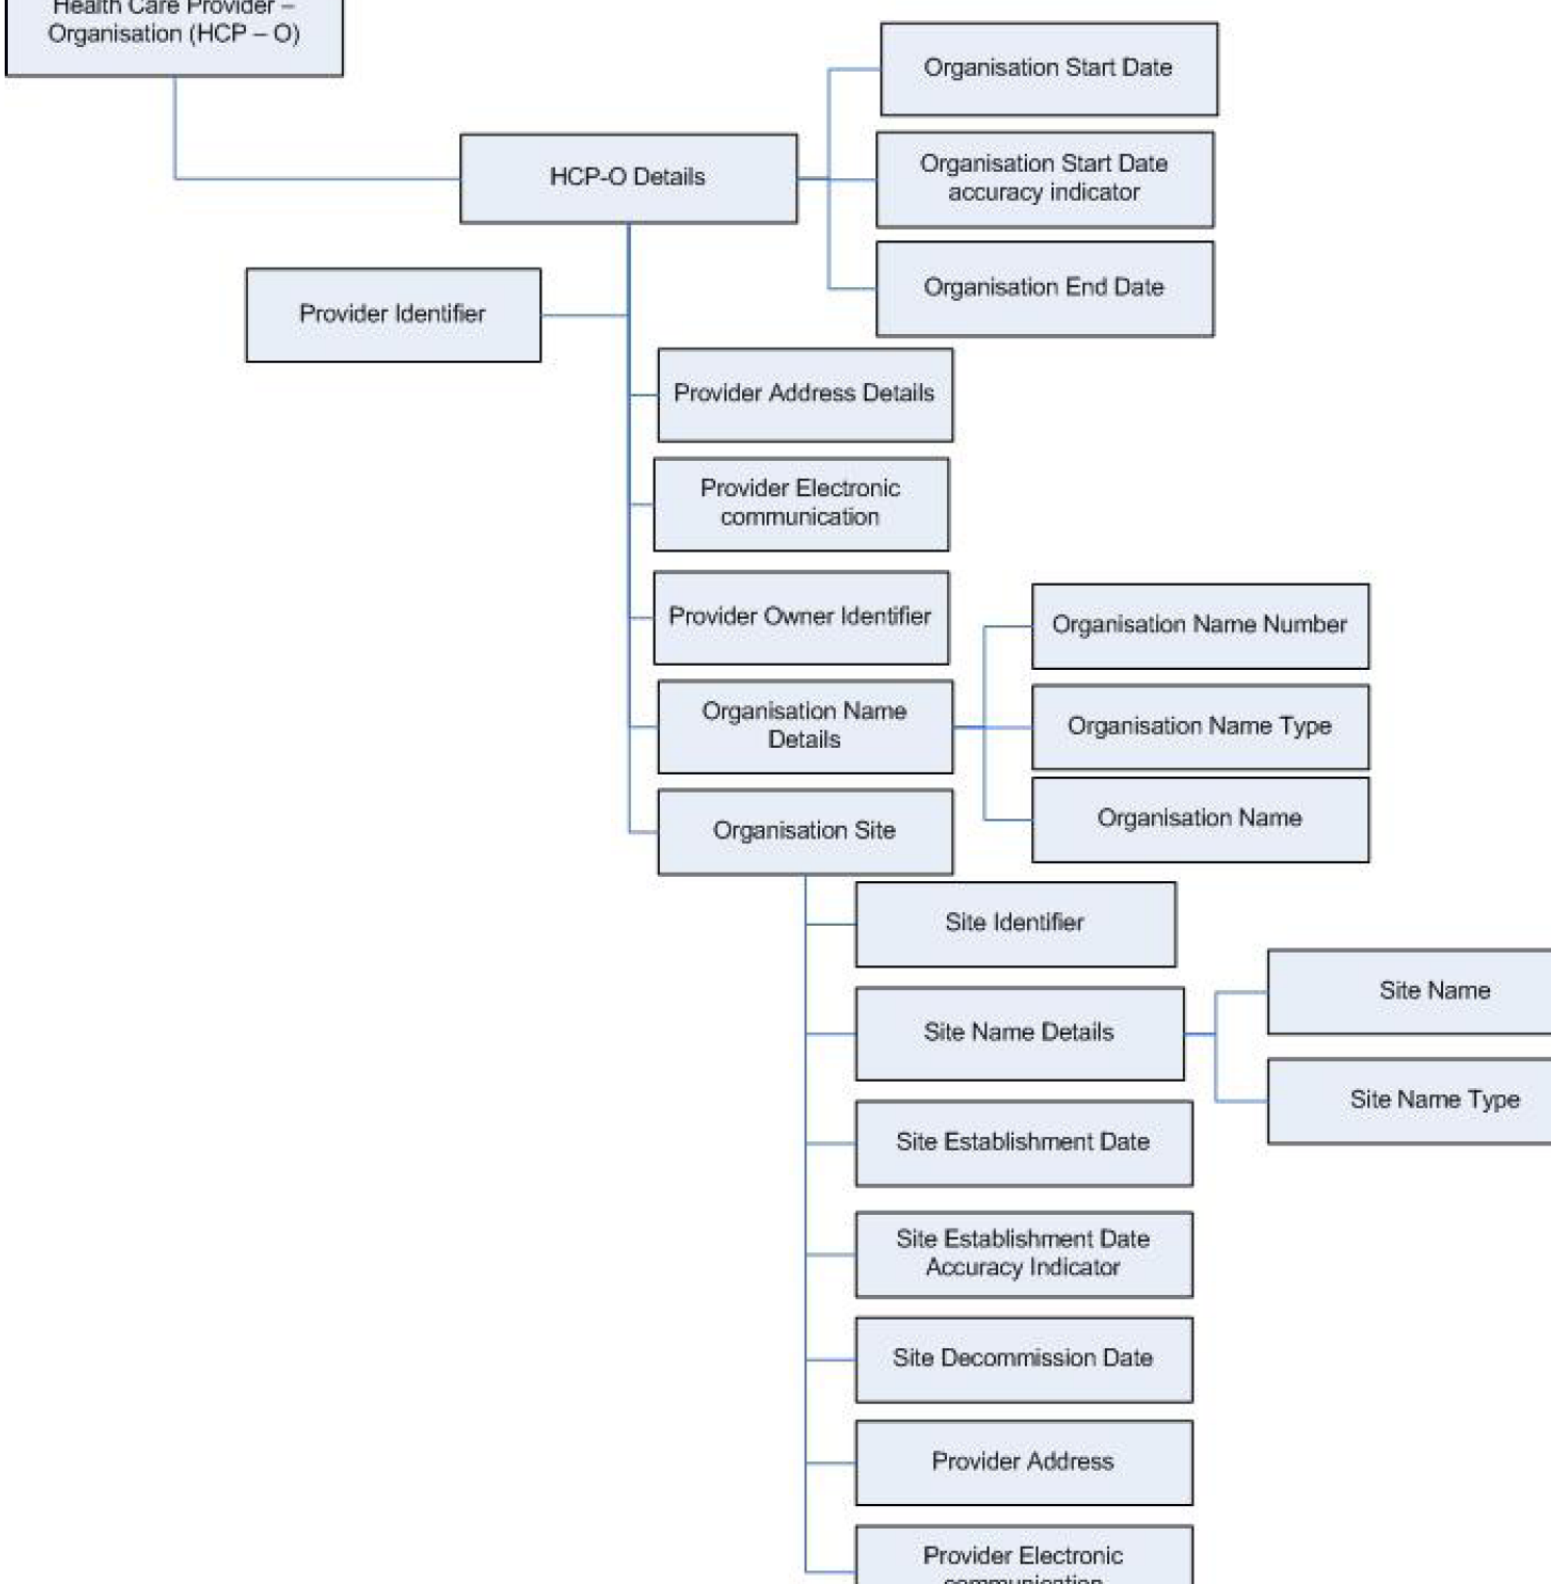 Health Care Provider –
Organisation (HCP – O)
Organisation Start Date
HCP-O Details
Organisation Start Date
accuracy indicator
Organisation End Date
Provider Identifier
Provider Address Details
Provider Electronic
communication
Provider Owner Identifier
Organisation Name Number
Organisation Name
Details
Organisation Name Type
Organisation Name
Organisation Site
Site Identifier
Site Name
Site Name Details
Site Name Type
Site Establishment Date
Site Establishment Date
Accuracy Indicator
Site Decommission Date
Provider Address
Provider Electronic
communication